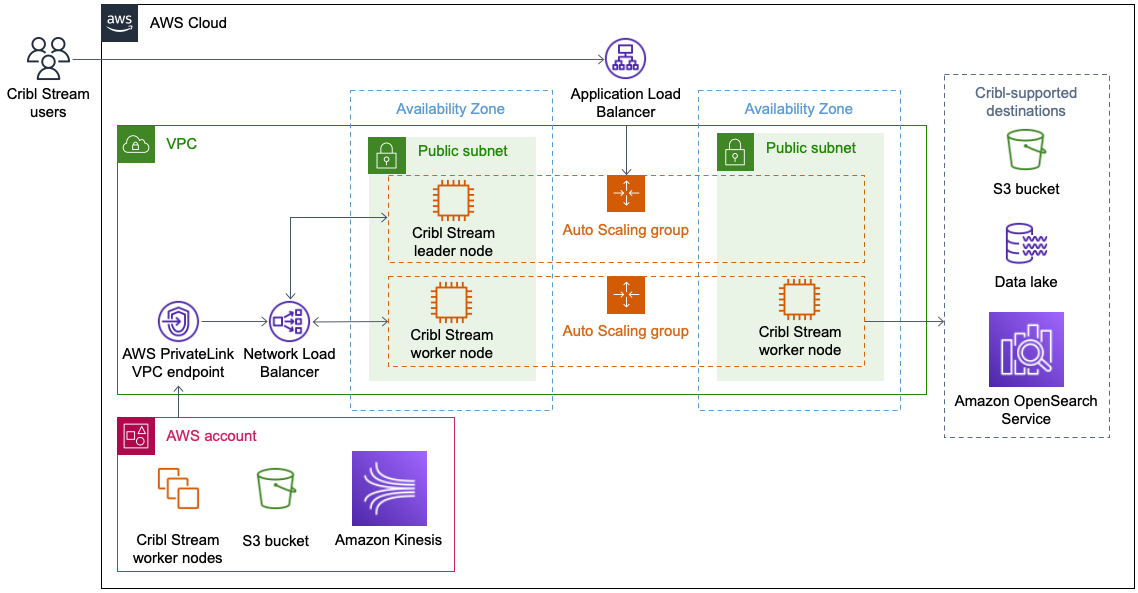 aws
AWS Cloud
Cribl Stream
users
Application Load
Balancer
Availability Zone
Availability Zone
Cribl-supported
destinations
VPC
Public subnet
Public subnet
S3 bucket
Cribl Stream
leader node
Auto Scaling group
Data lake
Cribl Stream
worker node
Auto Scaling group
Cribl Stream
worker node
AWS PrivateLink
VPC endpoint
Network Load
Balancer
Amazon OpenSearch
Service
AWS account
Cribl Stream
worker nodes
S3 bucket
Amazon Kinesis